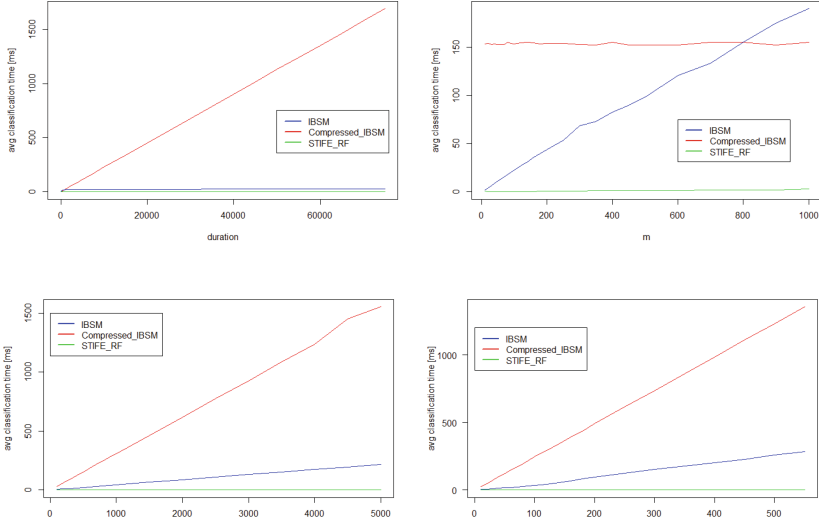 avg classification time [ms]
1500
1000
500
0
IBSM
Compressed_IBSM
STIFE_RF
0 20000 40000 60000
duration
avg classification time [ms]
150
100
50
0
IBSM
Compressed_IBSM
STIFE_RF
0 200 400 600 800 1000
m
avg classification time [ms]
1500
1000
500
0
IBSM
Compressed_IBSM
STIFE_RF
0 1000 2000 3000 4000 5000
avg classification time [ms]
1000
500
0
IBSM
Compressed_IBSM
STIFE_RF
0 100 200 300 400 500